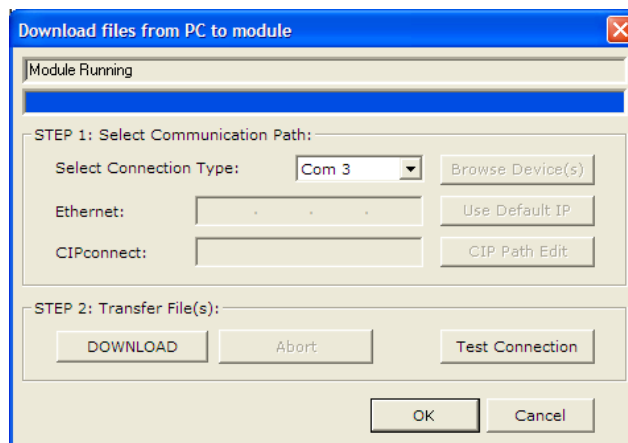 Download files from PC to module
Module Running
STEP 1: Select Communication Path:
Select Connection Type: Com 3 Browse Device(s)
Ethernet: . . . Use Default IP
CIPconnect: CIP Path Edit
STEP 2: Transfer File(s):
DOWNLOAD Abort Test Connection
OK Cancel